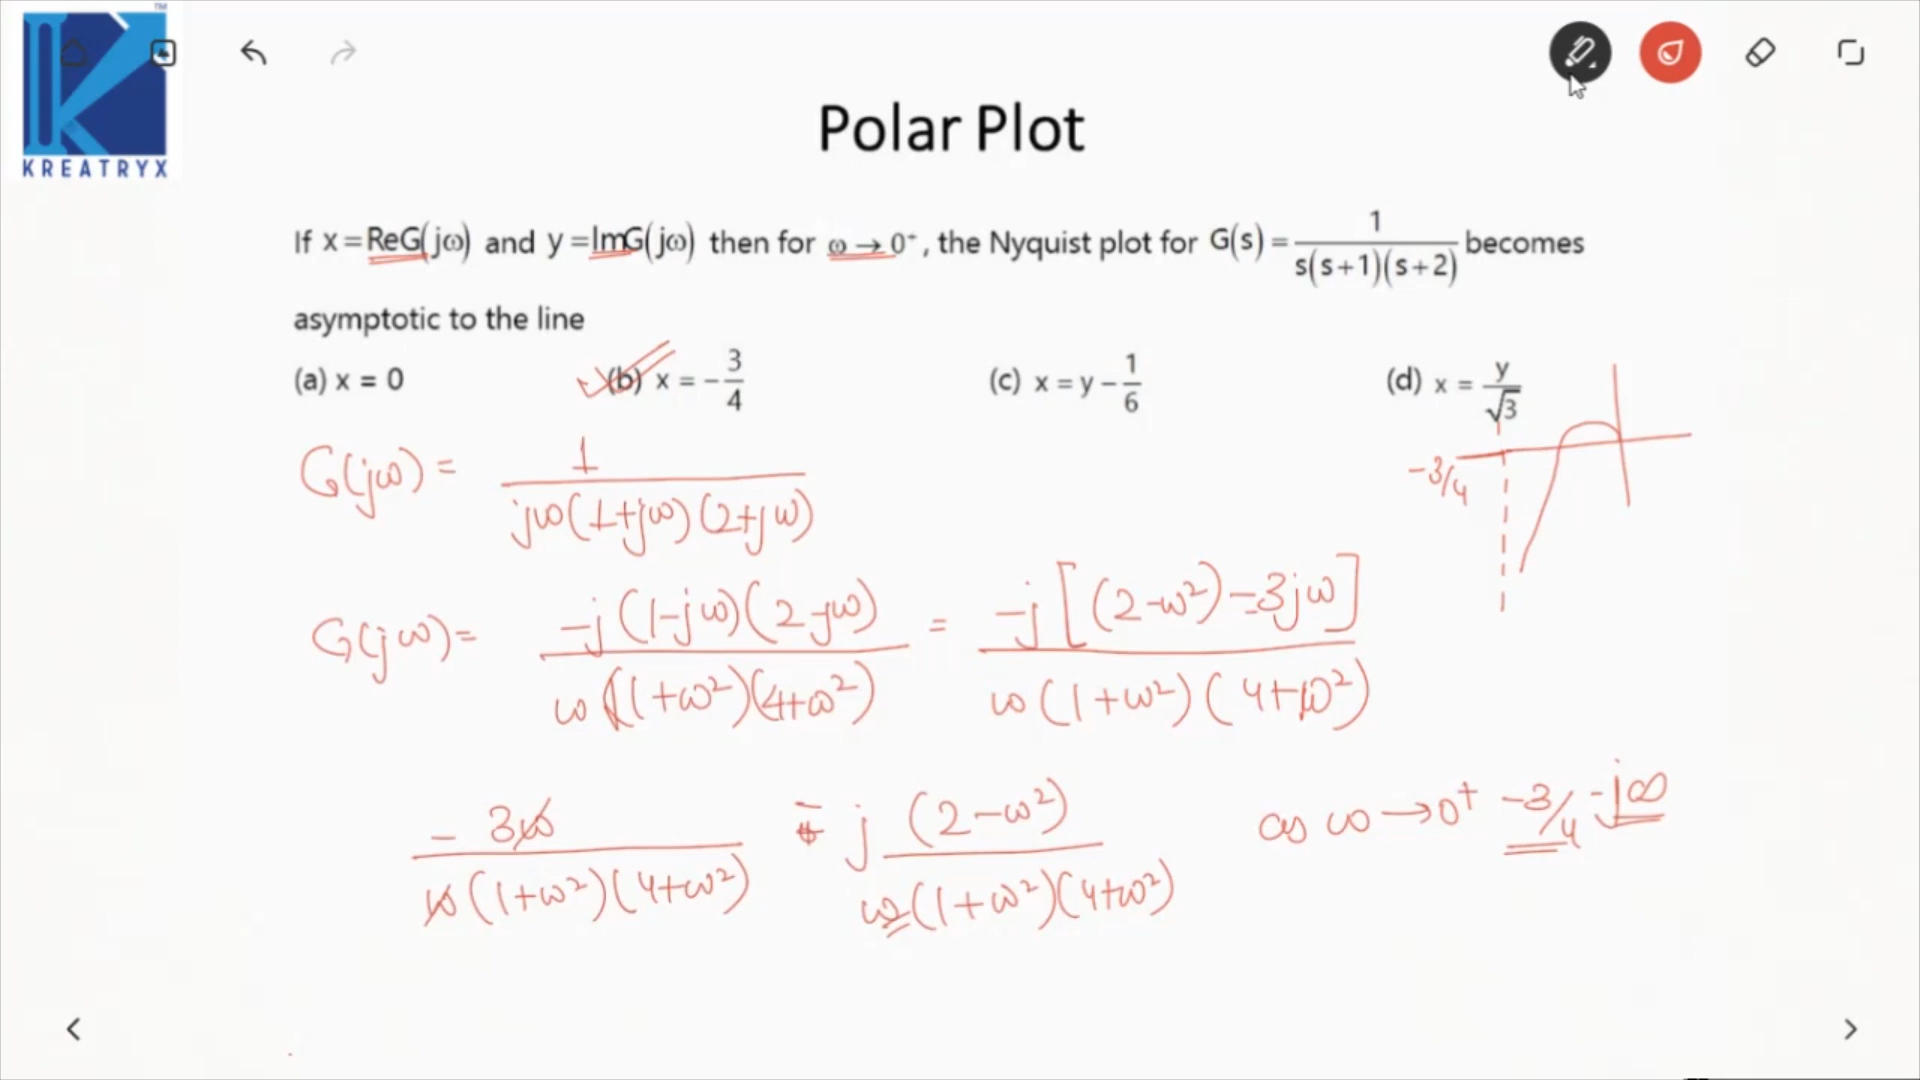 TM
KREATRYX
Polar Plot
If x = ReG(jω) and y = ImG(jω) then for ω → 0⁺, the Nyquist plot for G(s) = 1 / s(s+1)(s+2) becomes
asymptotic to the line
(a) x = 0 (b) x = -3/4 (c) x = y - 1/6 (d) x = y/√3
G(jω) = 1 / jω(1+jω)(2+jω)
-3/4
G(jω) = -j(1-jω)(2-jω) / ω((1+ω²)(4+ω²) = -j[(2-ω²)-3jω] / ω(1+ω²)(4+ω²)
-3ω / ω(1+ω²)(4+ω²) - j (2-ω²) / ω(1+ω²)(4+ω²) as ω → 0⁺ -3/4 - j∞